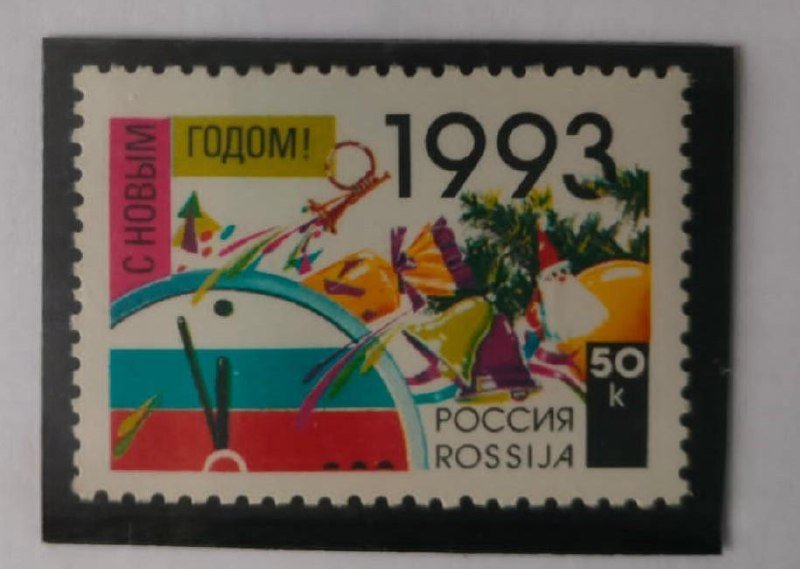 С НОВЫМ
ГОДОМ!
1993
50
k
РОССИЯ
ROSSIJA